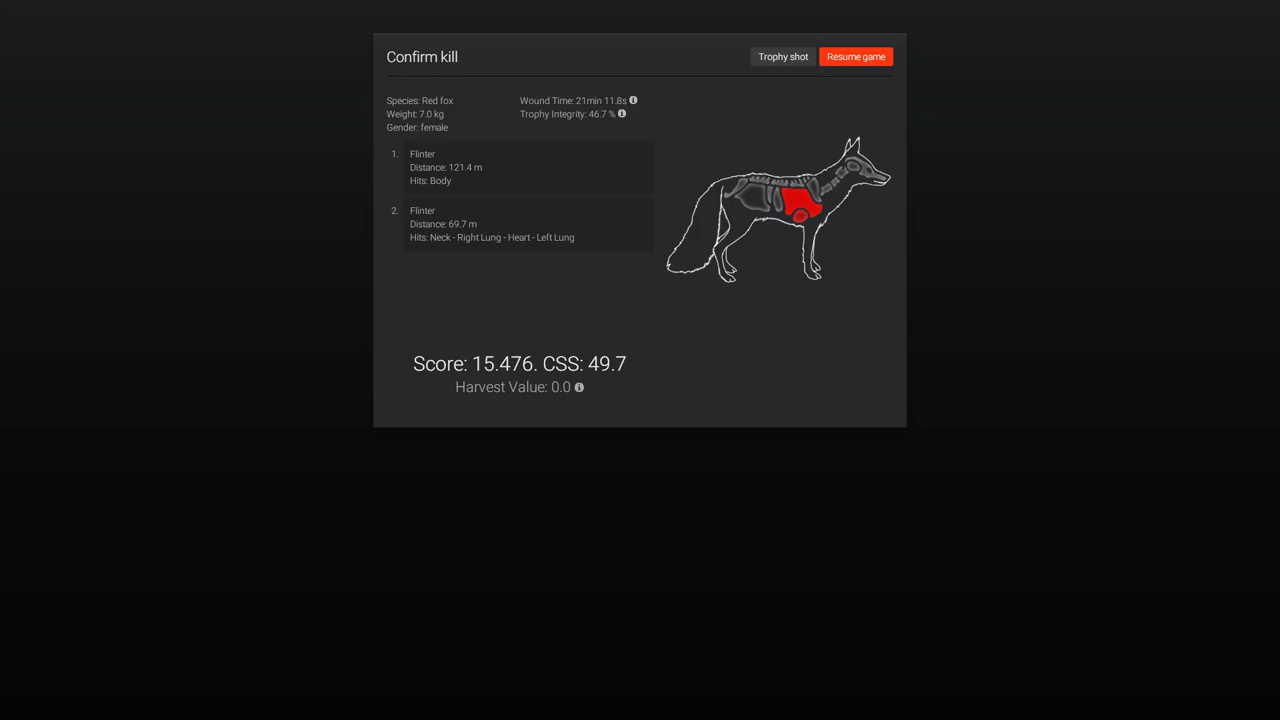 Confirm kill
Trophy shot
Resume game
Species: Red fox
Weight: 7.0 kg
Gender: female
Wound Time: 21min 11.8s
Trophy Integrity: 46.7 %
1. Flinter
Distance: 121.4 m
Hits: Body
2. Flinter
Distance: 69.7 m
Hits: Neck - Right Lung - Heart - Left Lung
Score: 15.476. CSS: 49.7
Harvest Value: 0.0